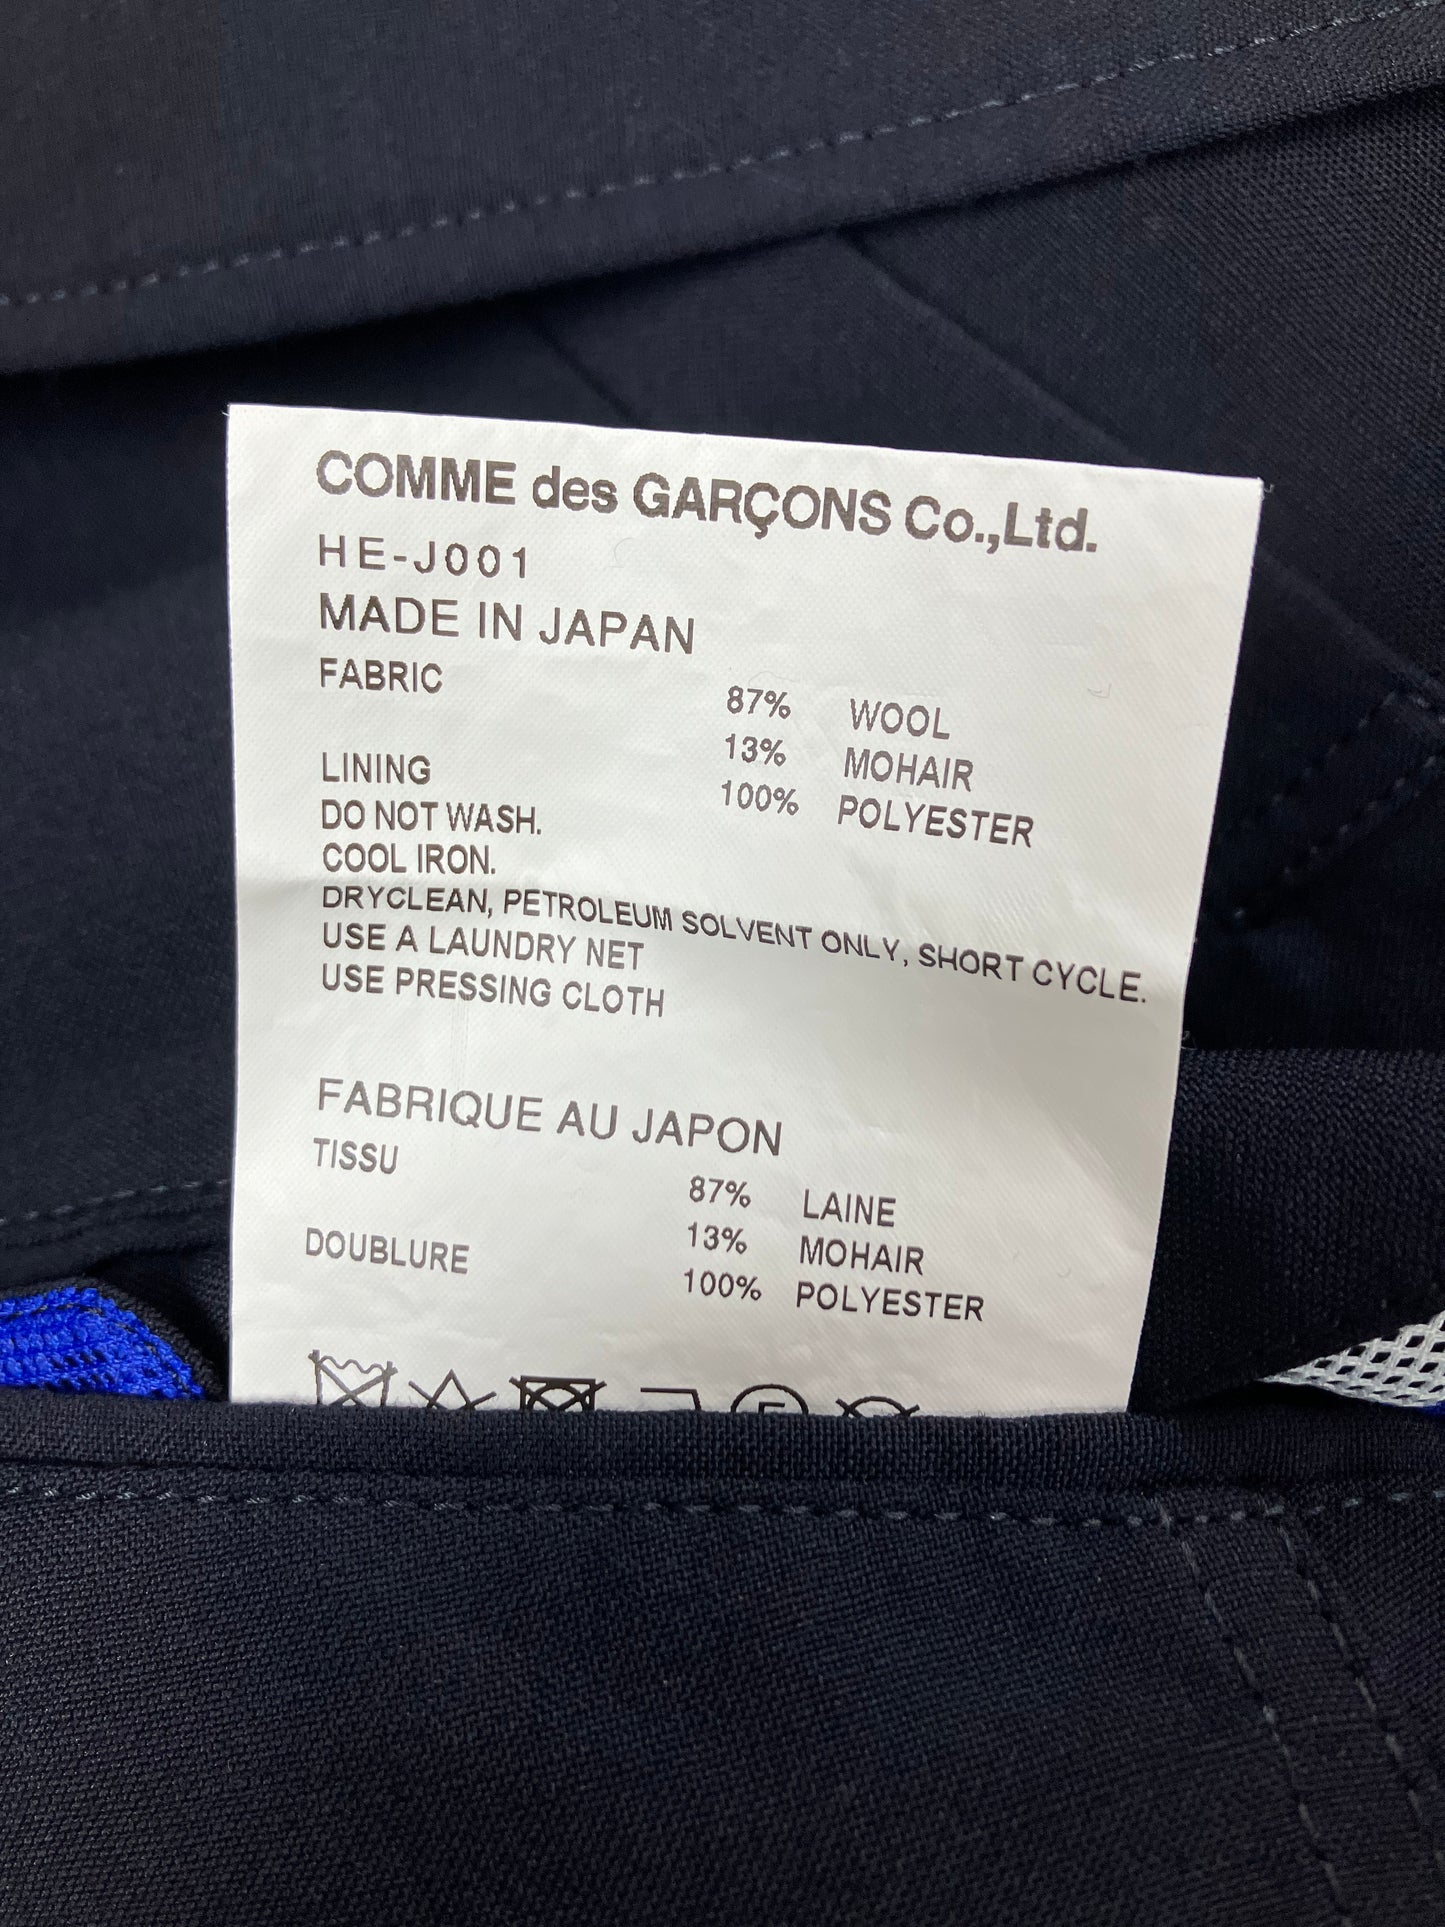 COMME des GARÇONS Co.,Ltd.
HE-J001
MADE IN JAPAN
FABRIC 87% WOOL
13% MOHAIR
LINING 100% POLYESTER
DO NOT WASH.
COOL IRON.
DRYCLEAN, PETROLEUM SOLVENT ONLY, SHORT CYCLE.
USE A LAUNDRY NET
USE PRESSING CLOTH
FABRIQUE AU JAPON
TISSU 87% LAINE
13% MOHAIR
DOUBLURE 100% POLYESTER
F